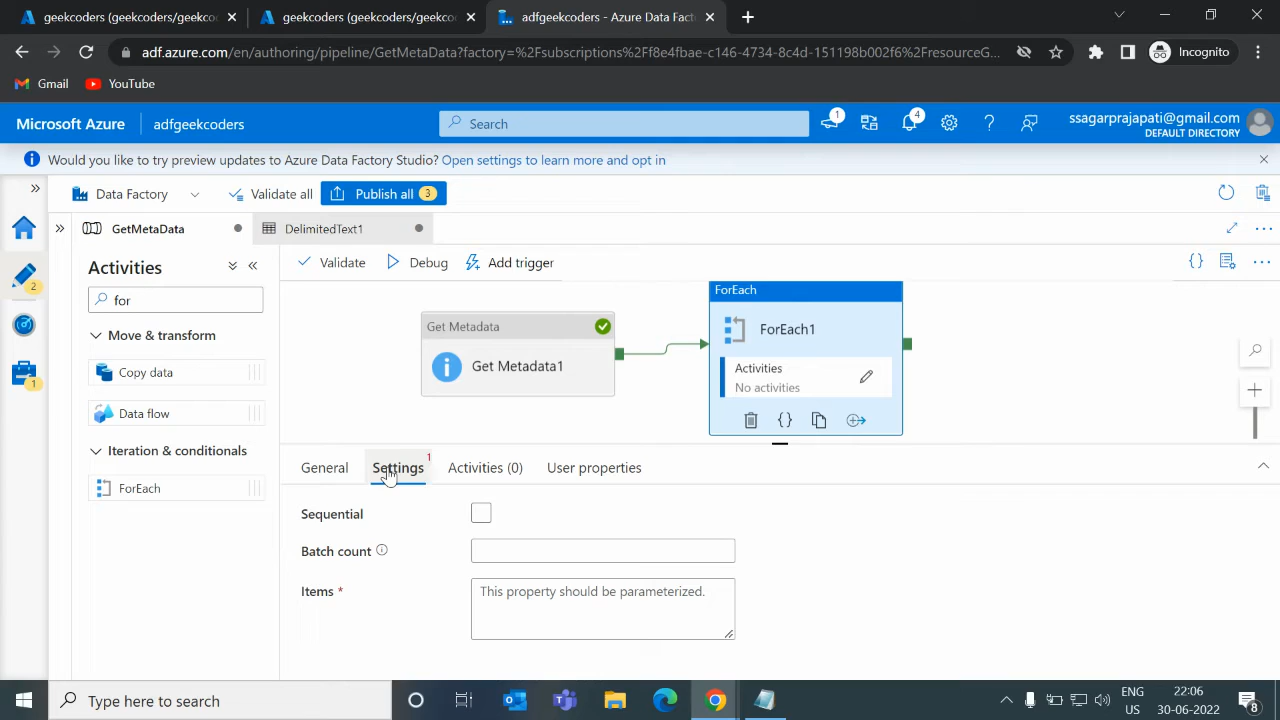 geekcoders (geekcoders/geekcod
geekcoders (geekcoders/geekco
adfgeekcoders - Azure Data Facto
adf.azure.com/en/authoring/pipeline/GetMetaData?factory=%2Fsubscriptions%2Ff8e4fbae-c146-4734-8c4d-151198b002f6%2FresourceG...
Incognito
Gmail
YouTube
Microsoft Azure
adfgeekcoders
Search
1
4
ssagarprajapati@gmail.com
DEFAULT DIRECTORY
Would you like to try preview updates to Azure Data Factory Studio? Open settings to learn more and opt in
Data Factory
Validate all
Publish all
3
GetMetaData
DelimitedText1
Activities
Validate
Debug
Add trigger
2
for
Move & transform
Copy data
Data flow
1
Iteration & conditionals
ForEach
Get Metadata
Get Metadata1
ForEach
ForEach1
Activities
No activities
General
Settings
1
Activities (0)
User properties
Sequential
Batch count
Items *
This property should be parameterized.
Type here to search
ENG
US
22:06
30-06-2022
8